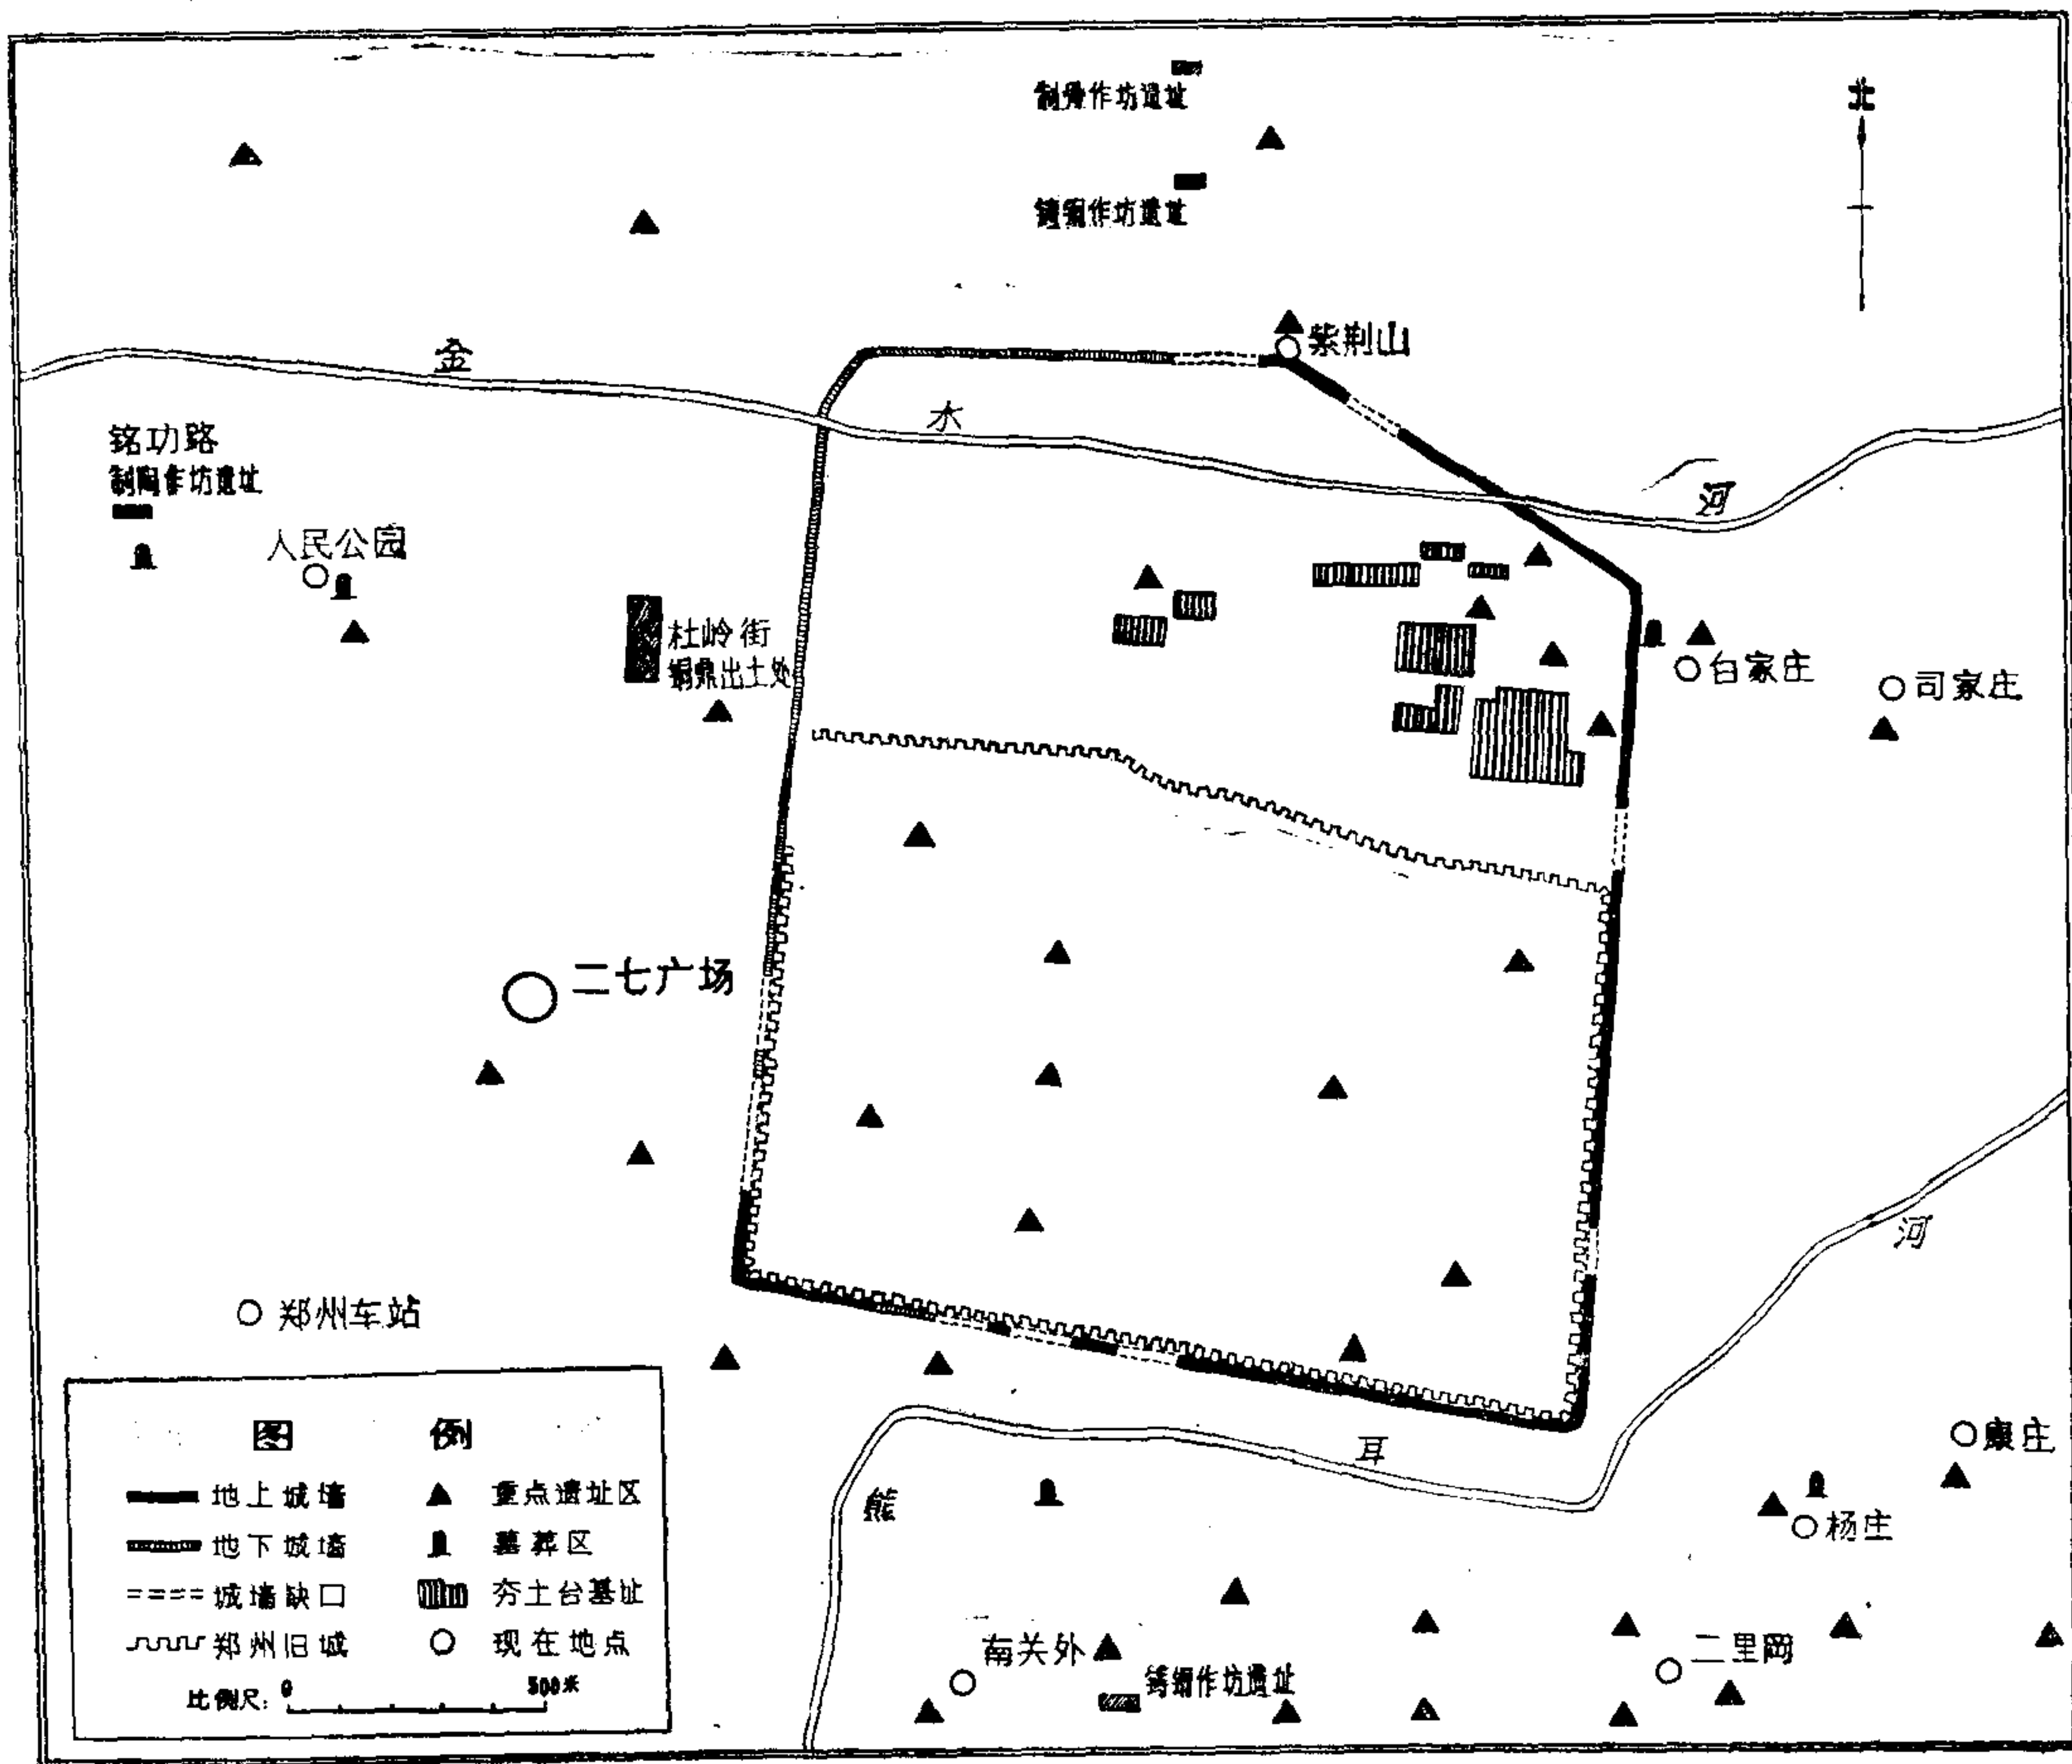 制骨作坊遗址
北
铸铜作坊遗址
紫荆山
金
水
河
铭功路
制陶作坊遗址
人民公园
杜岭街
铜鼎出土处
白家庄
司家庄
二七广场
河
郑州车站
图例
地上城墙
重点遗址区
地下城墙
墓葬区
城墙缺口
夯土台基址
郑州旧城
现在地点
比例尺: 0 500米
熊
耳
康庄
杨庄
南关外
铸铜作坊遗址
二里岡